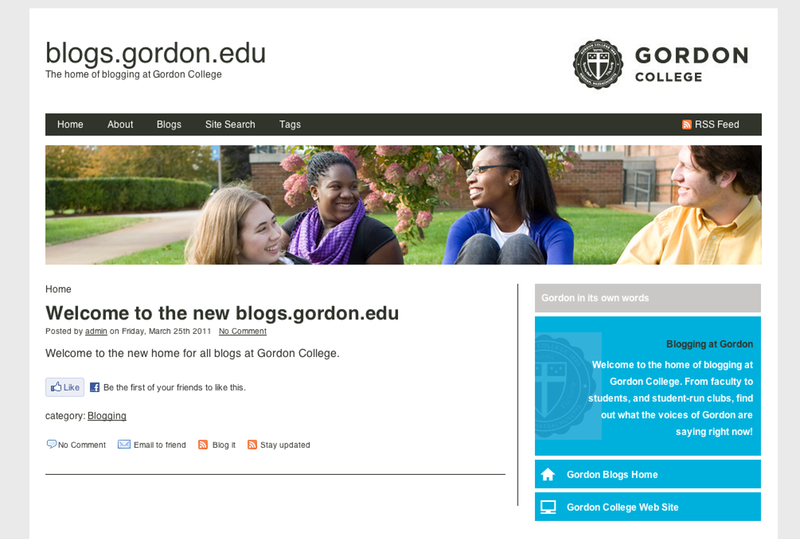 blogs.gordon.edu
The home of blogging at Gordon College
GORDON
COLLEGE
Home About Blogs Site Search Tags RSS Feed
Home
Welcome to the new blogs.gordon.edu
Posted by admin on Friday, March 25th 2011 No Comment
Welcome to the new home for all blogs at Gordon College.
Like Be the first of your friends to like this.
category: Blogging
No Comment Email to friend Blog it Stay updated
Gordon in its own words
Blogging at Gordon
Welcome to the home of blogging at
Gordon College. From faculty to
students, and student-run clubs, find
out what the voices of Gordon are
saying right now!
Gordon Blogs Home
Gordon College Web Site